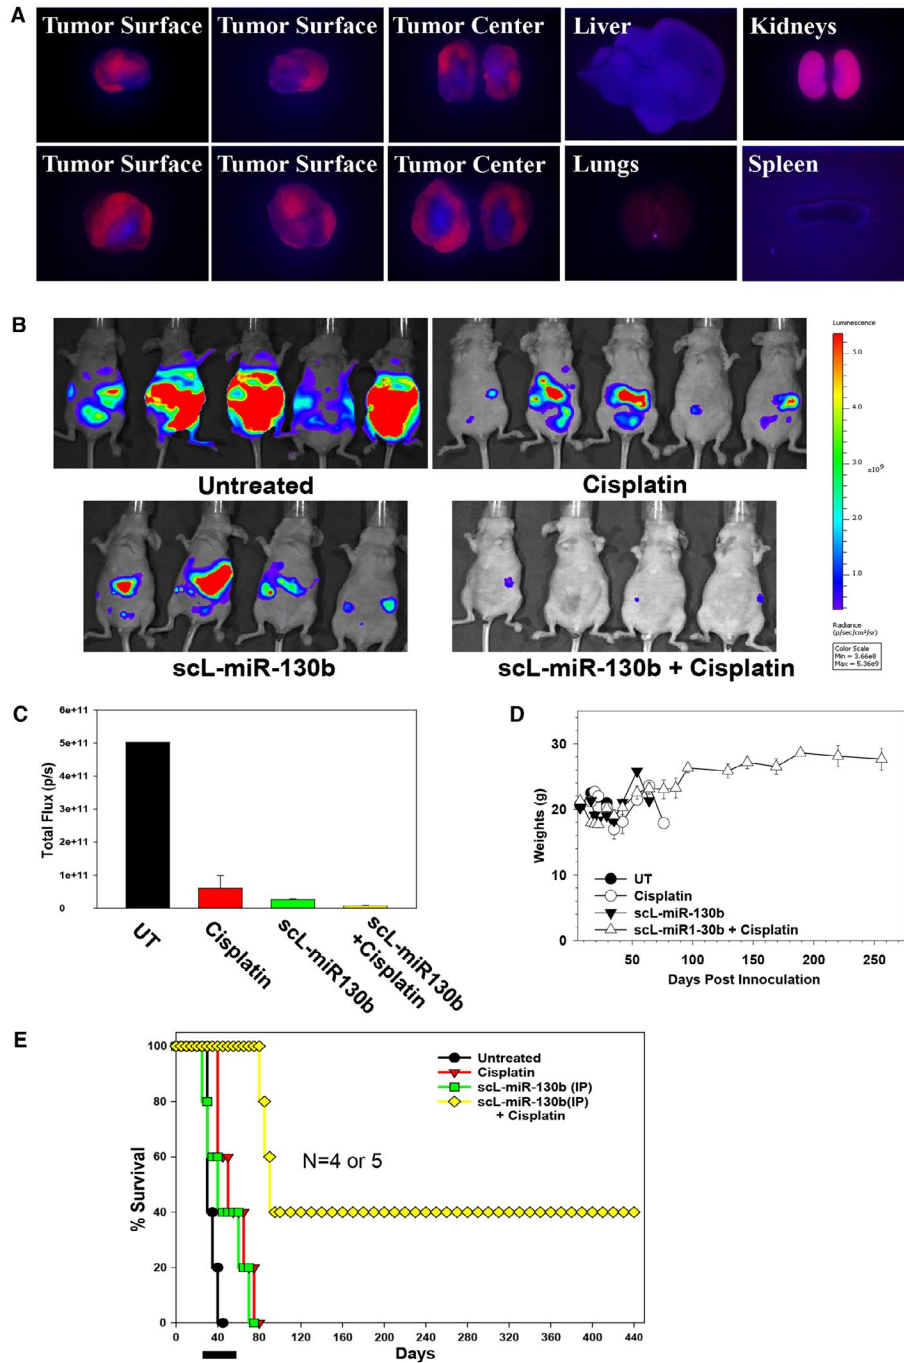 A
Tumor Surface
Tumor Surface
Tumor Center
Liver
Kidneys
Tumor Surface
Tumor Surface
Tumor Center
Lungs
Spleen
B
Luminescence
5.0
4.0
3.0
x10⁹
2.0
1.0
Radiance
(p/sec/cm²/sr)
Color Scale
Min = 3.66e8
Max = 5.36e9
Untreated
Cisplatin
scL-miR-130b
scL-miR-130b + Cisplatin
C
6e+11
5e+11
4e+11
3e+11
2e+11
1e+11
0
Total Flux (p/s)
UT
Cisplatin
scL-miR130b
scL-miR130b
+Cisplatin
D
30
20
10
0
Weights (g)
UT
Cisplatin
scL-miR-130b
scL-miR1-30b + Cisplatin
50 100 150 200 250
Days Post Innoculation
E
100
80
60
40
20
0
% Survival
Untreated
Cisplatin
scL-miR-130b (IP)
scL-miR-130b(IP)
+ Cisplatin
N=4 or 5
0 40 80 120 160 200 240 280 320 360 400 440
Days